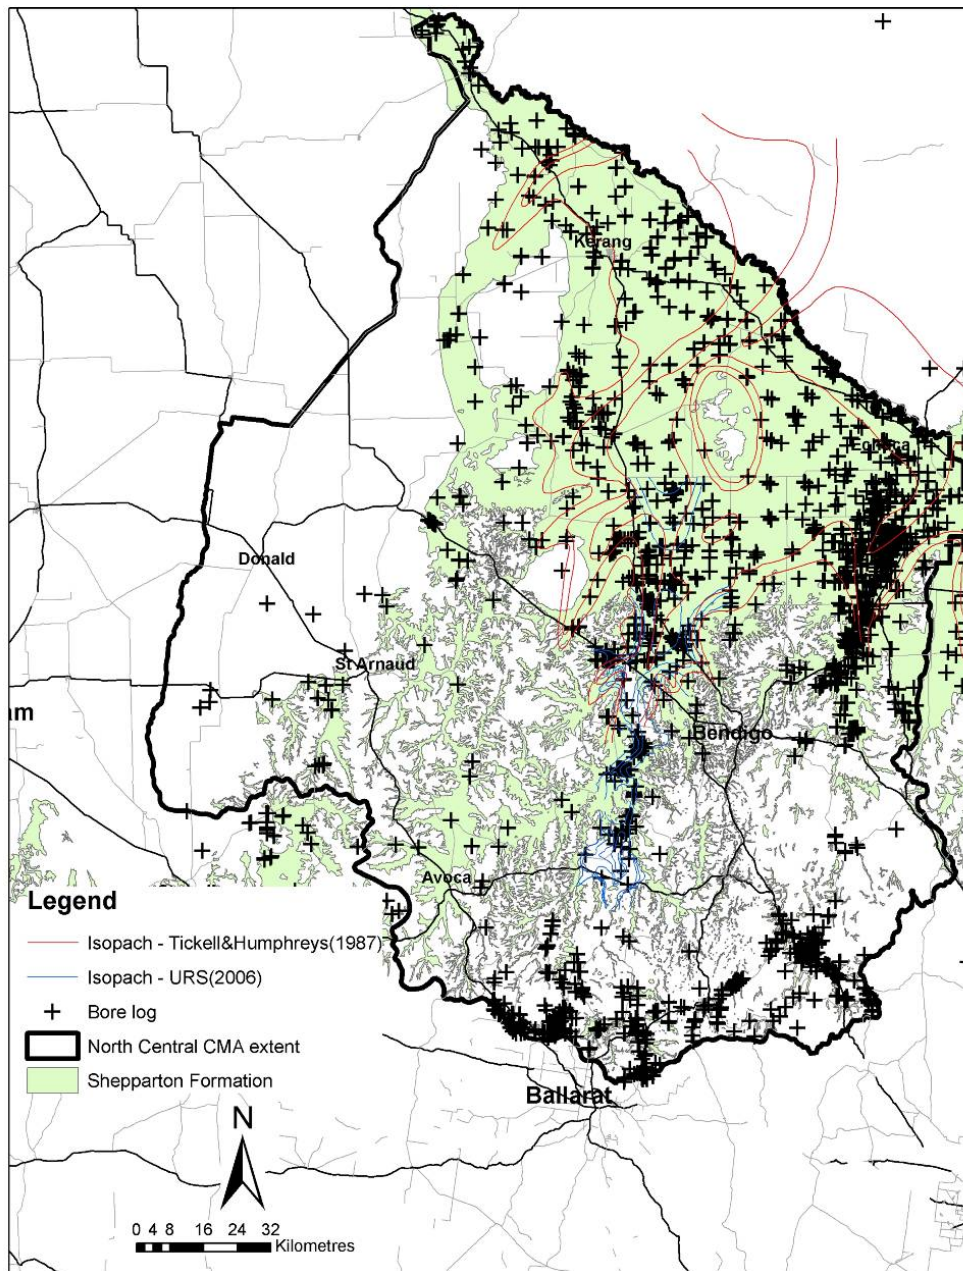 Kerang
Echuca
Donald
St Arnaud
am
Bendigo
Avoca
Legend
Isopach - Tickell&Humphreys(1987)
Isopach - URS(2006)
Bore log
North Central CMA extent
Shepparton Formation
Ballarat
N
0 4 8 16 24 32
Kilometres